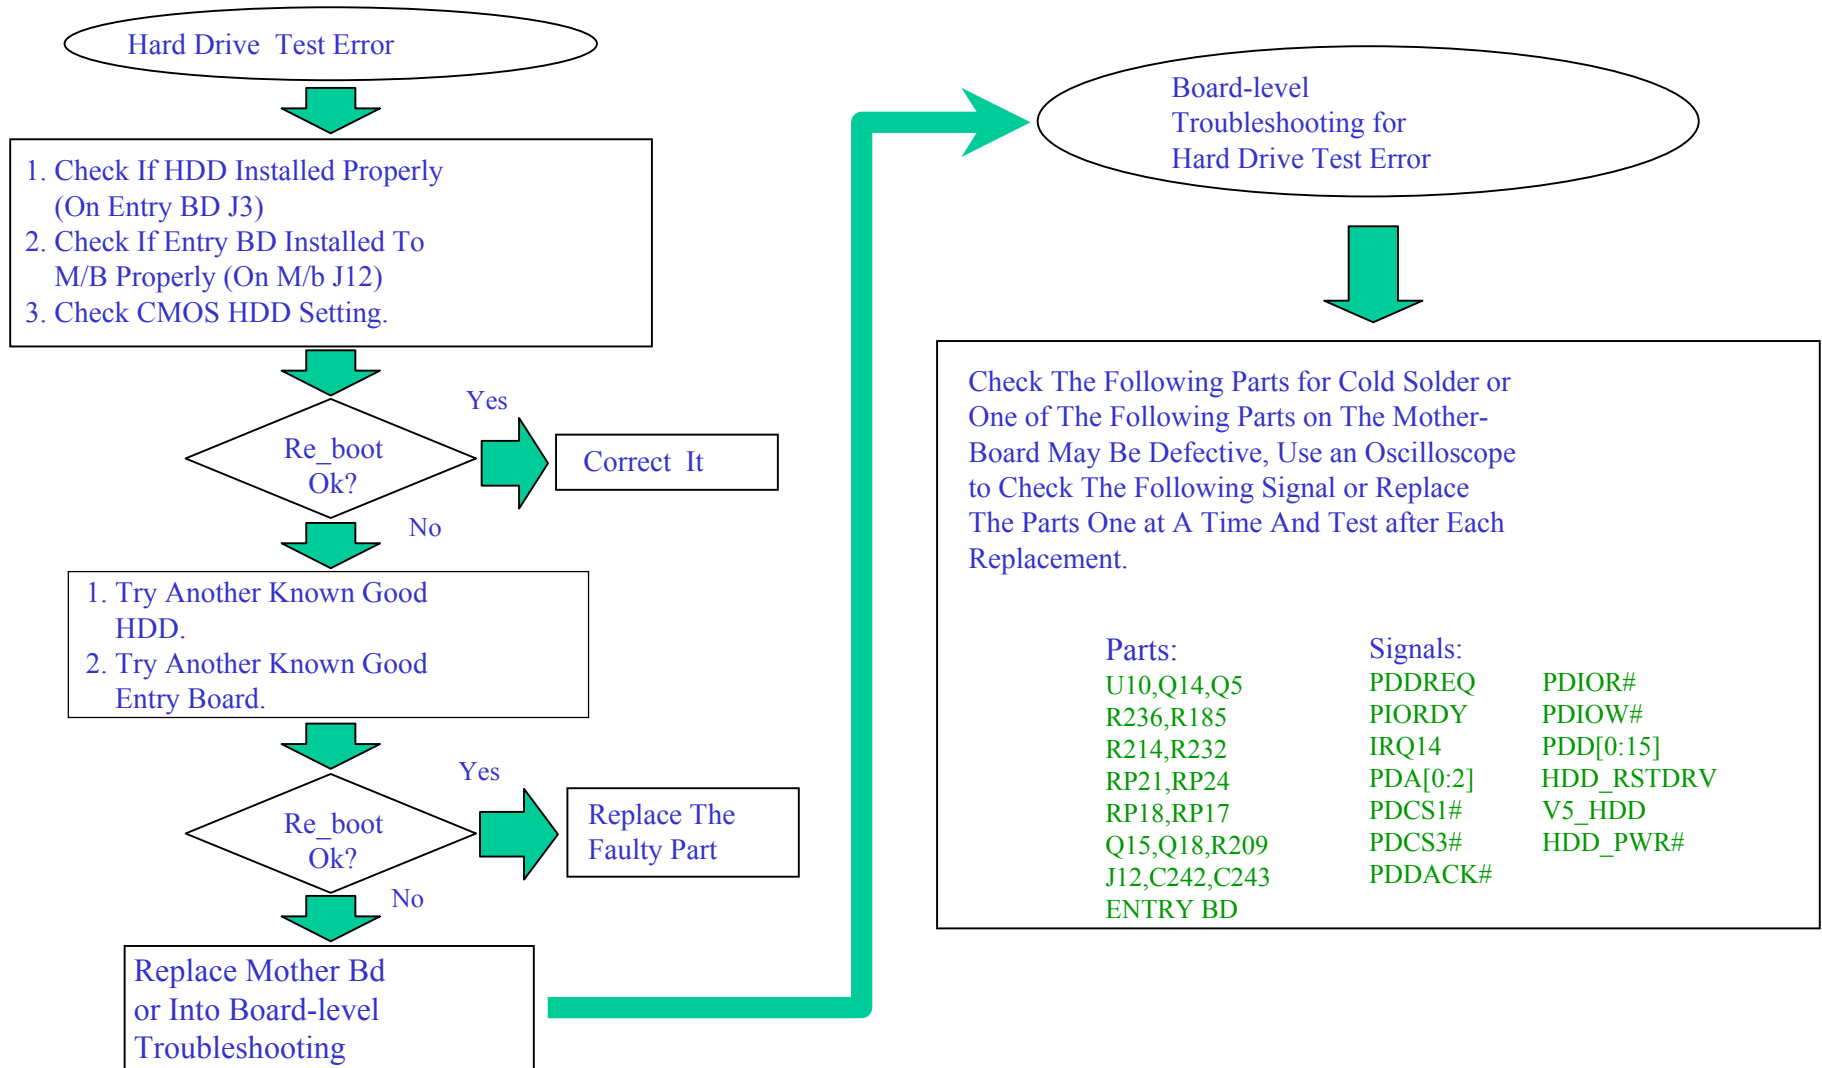 Hard Drive Test Error
1. Check If HDD Installed Properly
(On Entry BD J3)
2. Check If Entry BD Installed To
M/B Properly (On M/b J12)
3. Check CMOS HDD Setting.
Re_boot
Ok?
Yes
Correct It
No
1. Try Another Known Good
HDD.
2. Try Another Known Good
Entry Board.
Re_boot
Ok?
Yes
Replace The
Faulty Part
No
Replace Mother Bd
or Into Board-level
Troubleshooting
Board-level
Troubleshooting for
Hard Drive Test Error
Check The Following Parts for Cold Solder or
One of The Following Parts on The Mother-
Board May Be Defective, Use an Oscilloscope
to Check The Following Signal or Replace
The Parts One at A Time And Test after Each
Replacement.
Parts:
U10,Q14,Q5
R236,R185
R214,R232
RP21,RP24
RP18,RP17
Q15,Q18,R209
J12,C242,C243
ENTRY BD
Signals:
PDDREQ
PIORDY
IRQ14
PDA[0:2]
PDCS1#
PDCS3#
PDDACK#
PDIOR#
PDIOW#
PDD[0:15]
HDD_RSTDRV
V5_HDD
HDD_PWR#